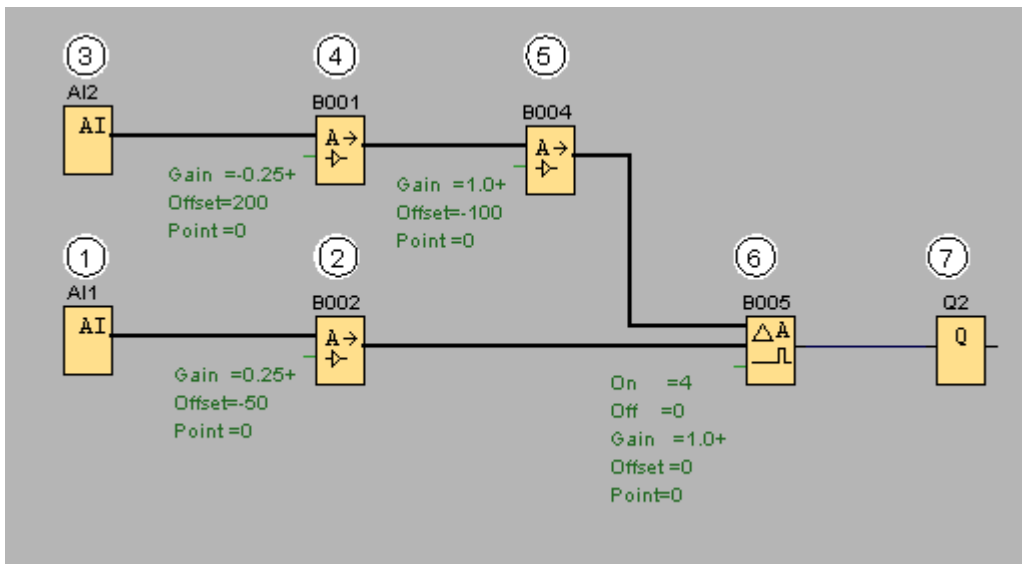 3
4
5
AI2
B001
B004
AI
A→
A→
Gain =-0.25+
Offset=200
Point =0
Gain =1.0+
Offset=-100
Point =0
1
2
6
7
AI1
B002
B005
Q2
AI
A→
△A
Q
Gain =0.25+
Offset=-50
Point =0
On =4
Off =0
Gain =1.0+
Offset =0
Point=0